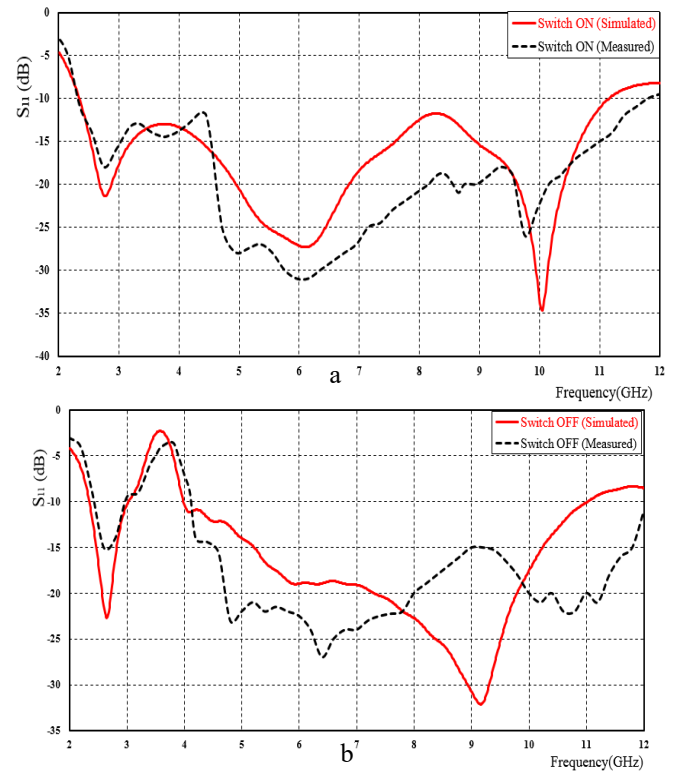 0
-5
-10
-15
-20
-25
-30
-35
-40
S11 (dB)
Switch ON (Simulated)
Switch ON (Measured)
2 3 4 5 6 7 8 9 10 11 12
a
Frequency(GHz)
0
-5
-10
-15
-20
-25
-30
-35
S11 (dB)
Switch OFF (Simulated)
Switch OFF (Measured)
2 3 4 5 6 7 8 9 10 11 12
b
Frequency(GHz)